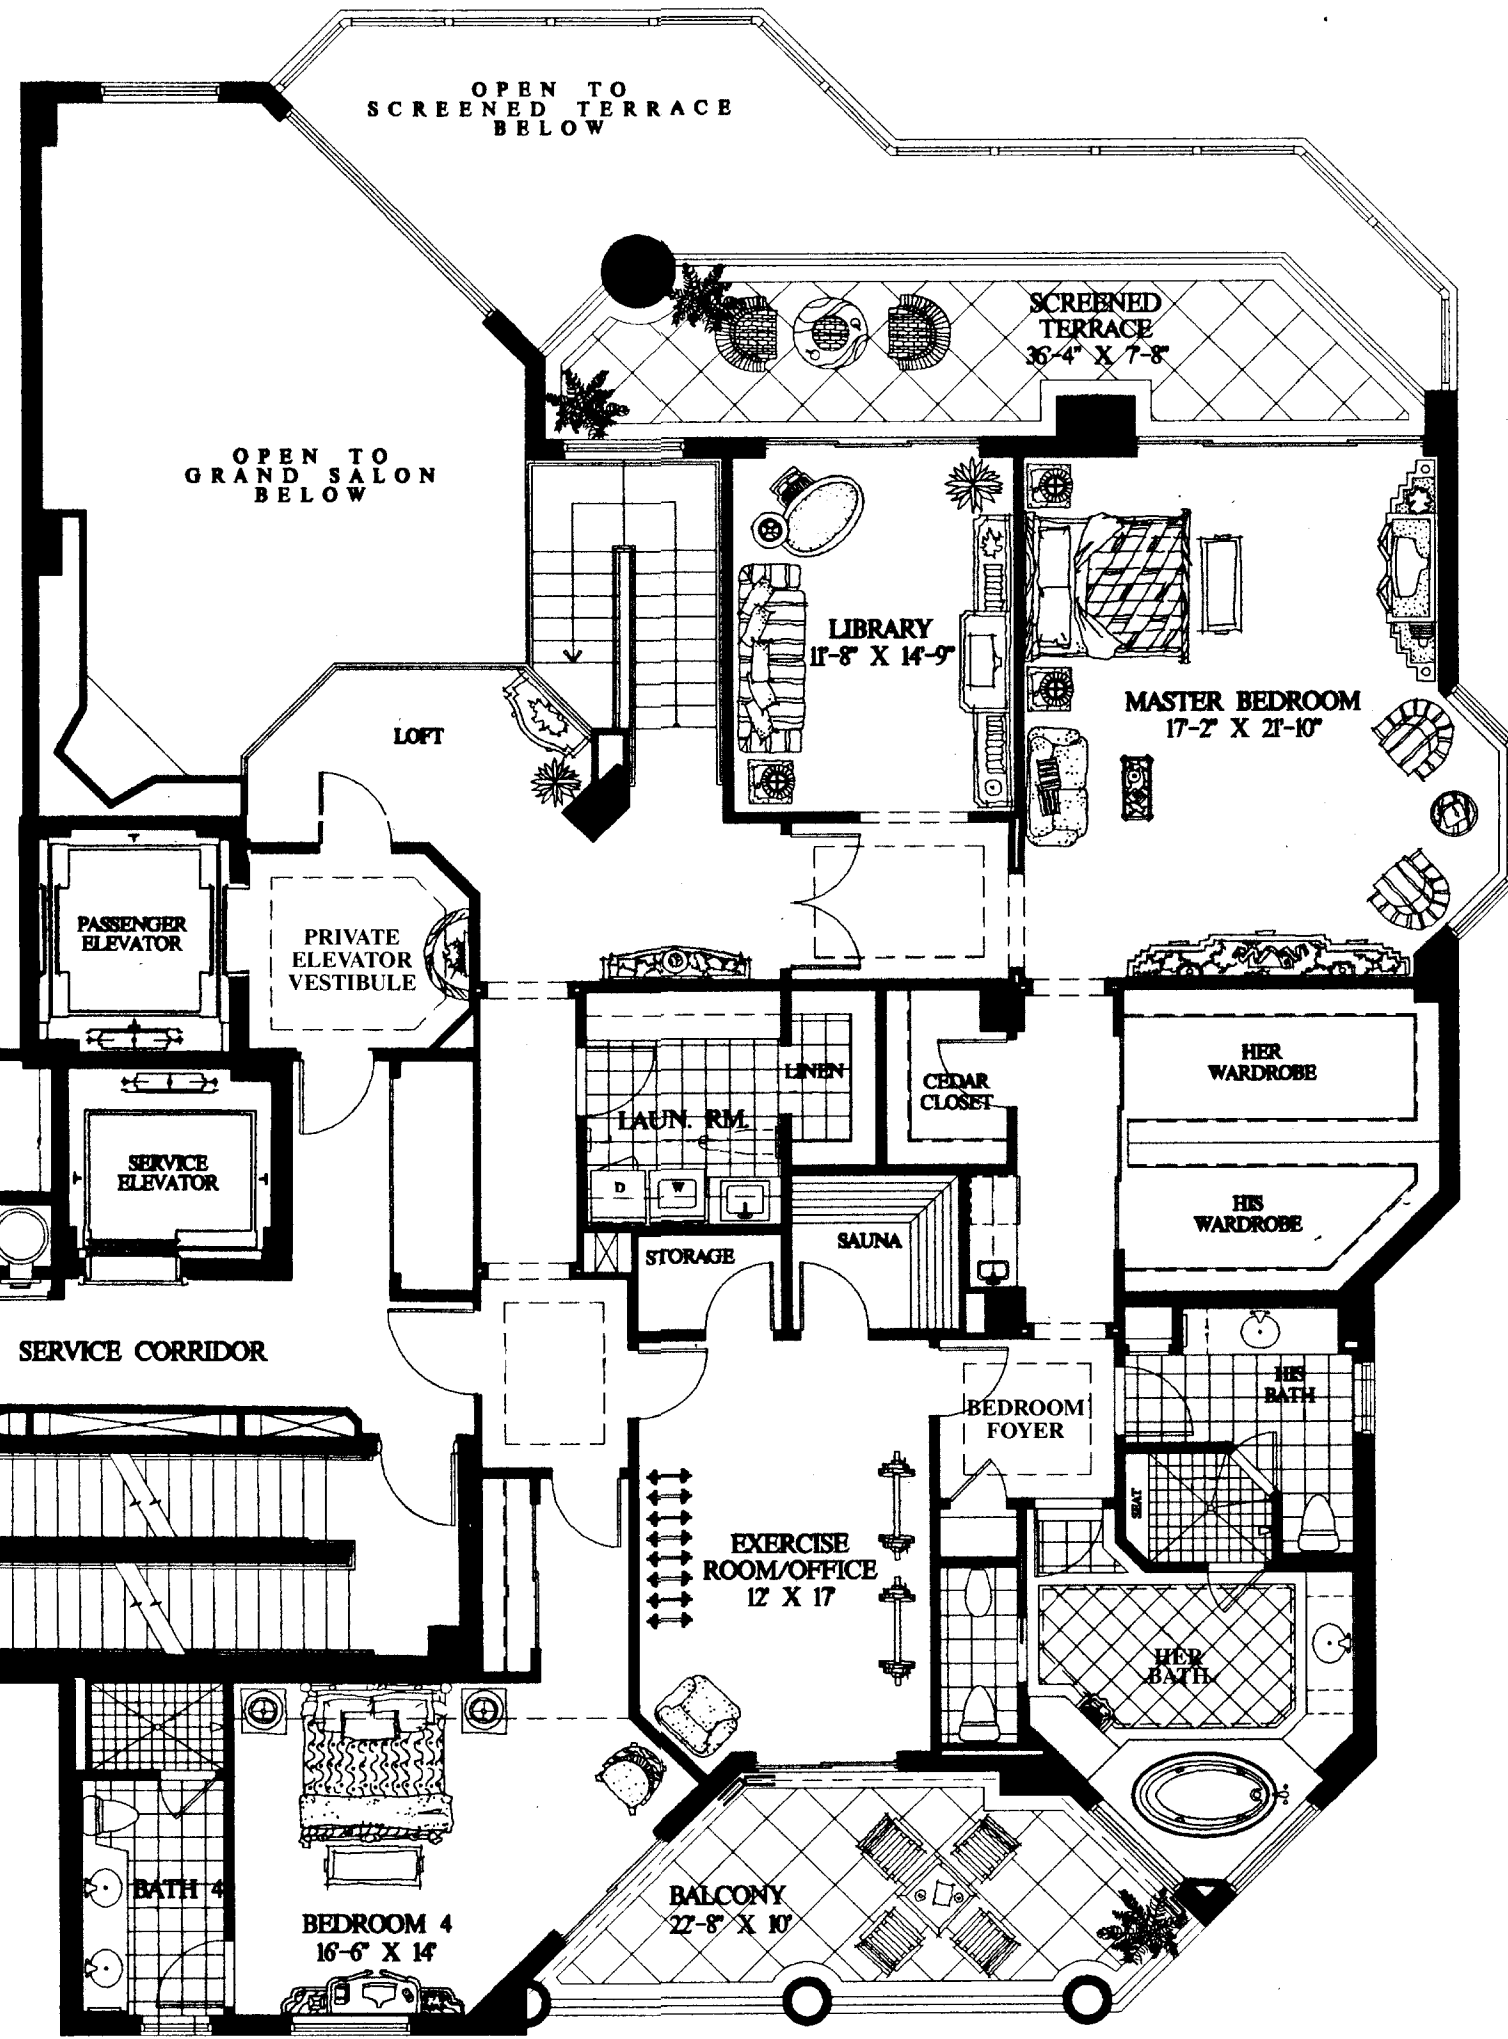 OPEN TO
SCREENED TERRACE
BELOW
SCREENED
TERRACE
36'-4" X 7'-8"
OPEN TO
GRAND SALON
BELOW
LIBRARY
11'-8" X 14'-9"
MASTER BEDROOM
17'-2" X 21'-10"
LOFT
PASSENGER
ELEVATOR
PRIVATE
ELEVATOR
VESTIBULE
HER
WARDROBE
LINEN
CEDAR
CLOSET
LAUN. RM.
SERVICE
ELEVATOR
D
W
HIS
WARDROBE
STORAGE
SAUNA
SERVICE CORRIDOR
HIS
BATH
BEDROOM
FOYER
SEAT
EXERCISE
ROOM/OFFICE
12' X 17'
HER
BATH
BATH 4
BEDROOM 4
16'-6" X 14'
BALCONY
22'-8" X 10'